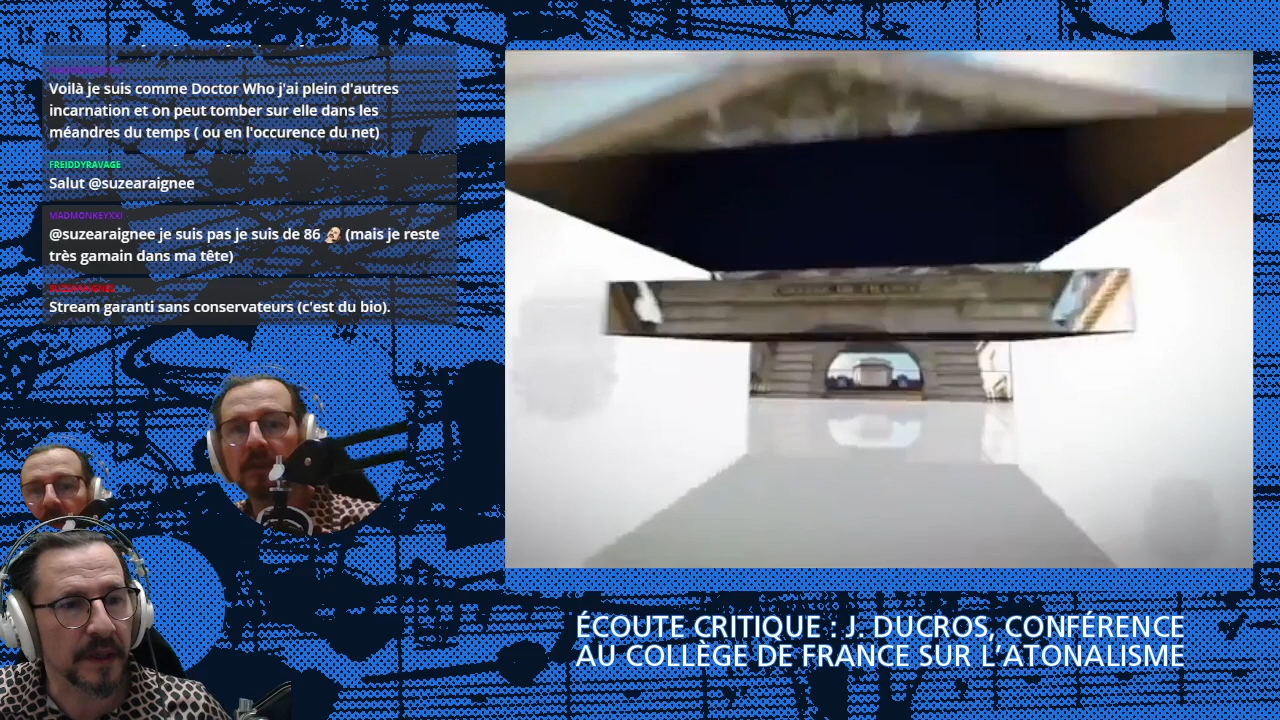 Voilà je suis comme Doctor Who j'ai plein d'autres
incarnation et on peut tomber sur elle dans les
méandres du temps ( ou en l'occurence du net)
FREIDDYRAVAGE
Salut @suzearaignee
MADMONKEYXXI
@suzearaignee je suis pas je suis de 86 (mais je reste
très gamain dans ma tête)
Stream garanti sans conservateurs (c'est du bio).
ÉCOUTE CRITIQUE : J. DUCROS, CONFÉRENCE
AU COLLÈGE DE FRANCE SUR L'ATONALISME